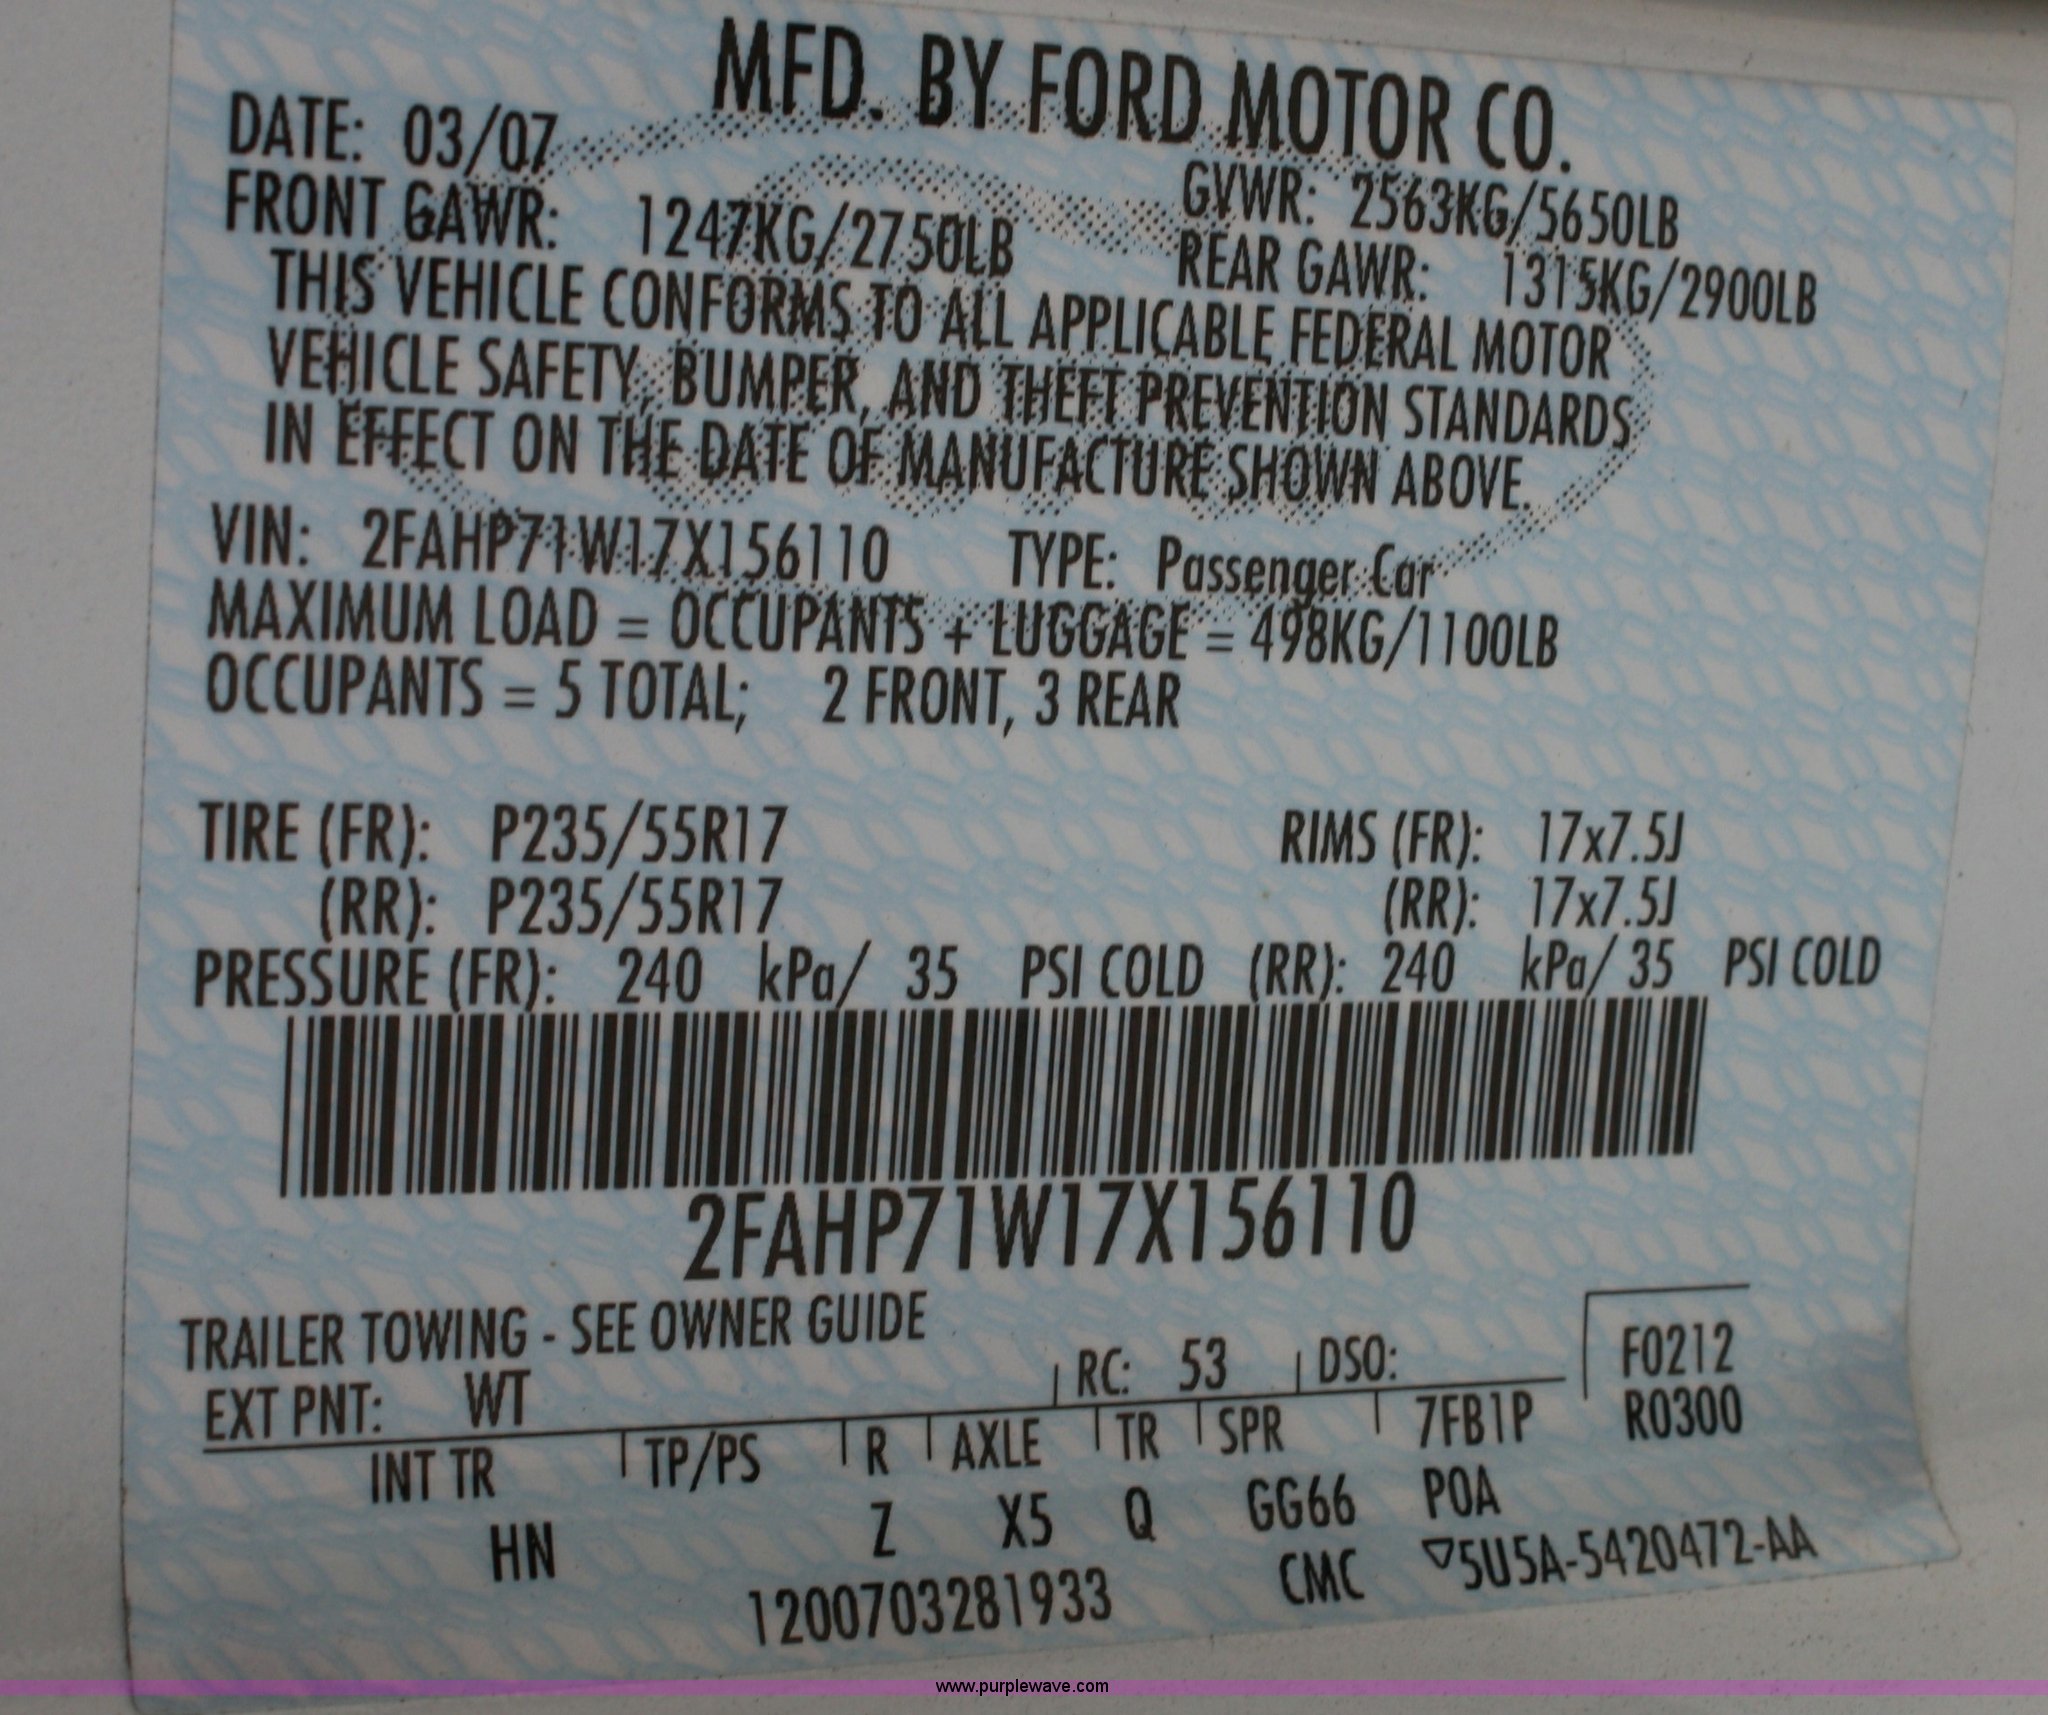 MFD. BY FORD MOTOR CO.
DATE: 03/07 GVWR: 2563KG/5650LB
FRONT GAWR: 1247KG/2750LB REAR GAWR: 1315KG/2900LB
THIS VEHICLE CONFORMS TO ALL APPLICABLE FEDERAL MOTOR
VEHICLE SAFETY, BUMPER, AND THEFT PREVENTION STANDARDS
IN EFFECT ON THE DATE OF MANUFACTURE SHOWN ABOVE.
VIN: 2FAHP71W17X156110 TYPE: Passenger Car
MAXIMUM LOAD = OCCUPANTS + LUGGAGE = 498KG/1100LB
OCCUPANTS = 5 TOTAL; 2 FRONT, 3 REAR
TIRE (FR): P235/55R17 RIMS (FR): 17x7.5J
(RR): P235/55R17 (RR): 17x7.5J
PRESSURE (FR): 240 kPa/ 35 PSI COLD (RR): 240 kPa/ 35 PSI COLD
2FAHP71W17X156110
TRAILER TOWING - SEE OWNER GUIDE
EXT PNT: WT RC: 53 DSO: F0212
INT TR TP/PS R AXLE TR SPR 7FB1P R0300
HN Z X5 Q GG66 POA
1200703281933 CMC ▽5U5A-5420472-AA
www.purplewave.com